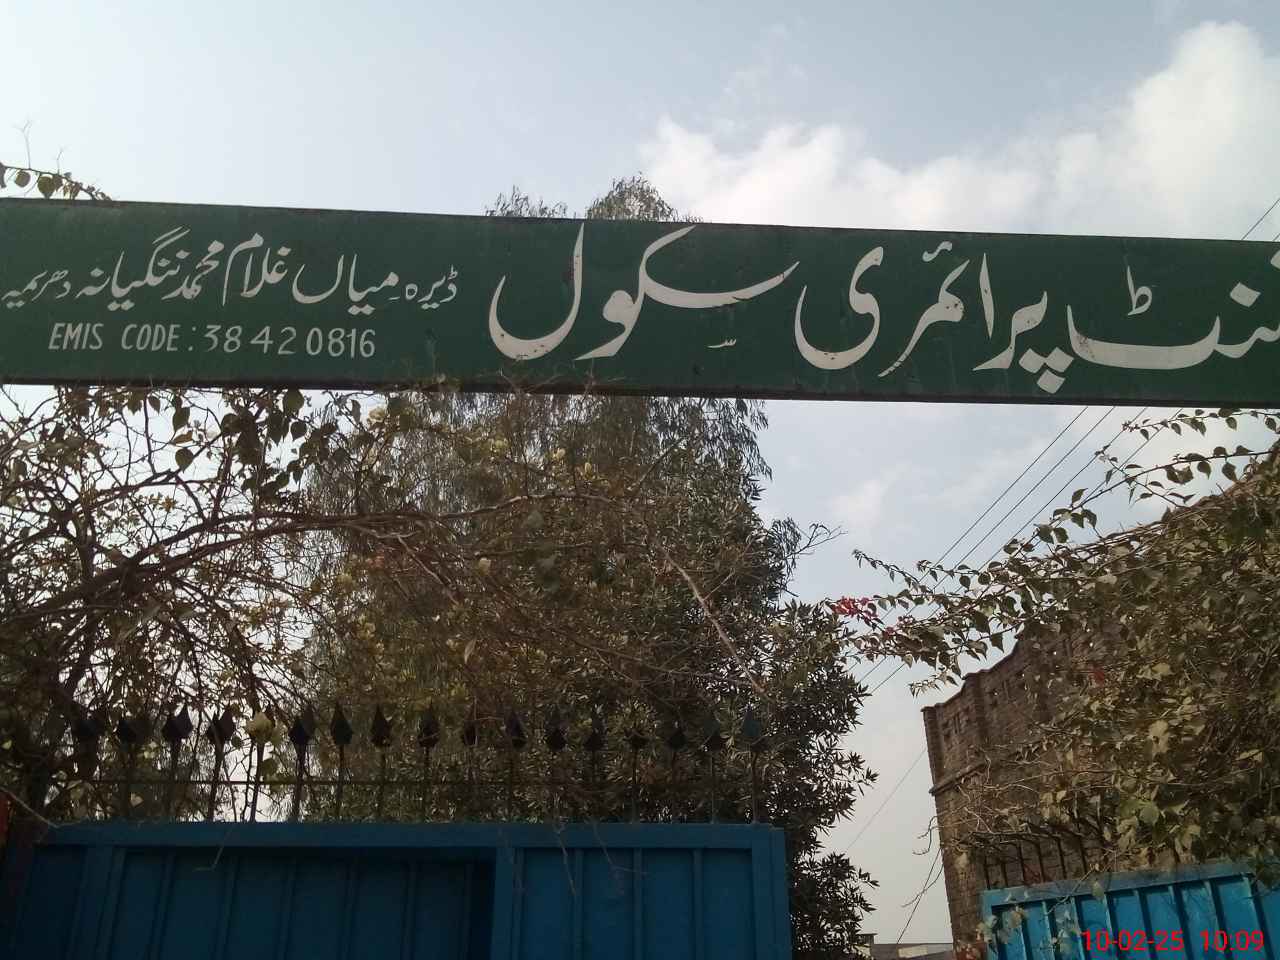 نٹ پرائمری سکول
ڈیرہ میاں غلام محمد ننگیانہ دھریمہ
EMIS CODE : 38420816
10-02-25 10.09